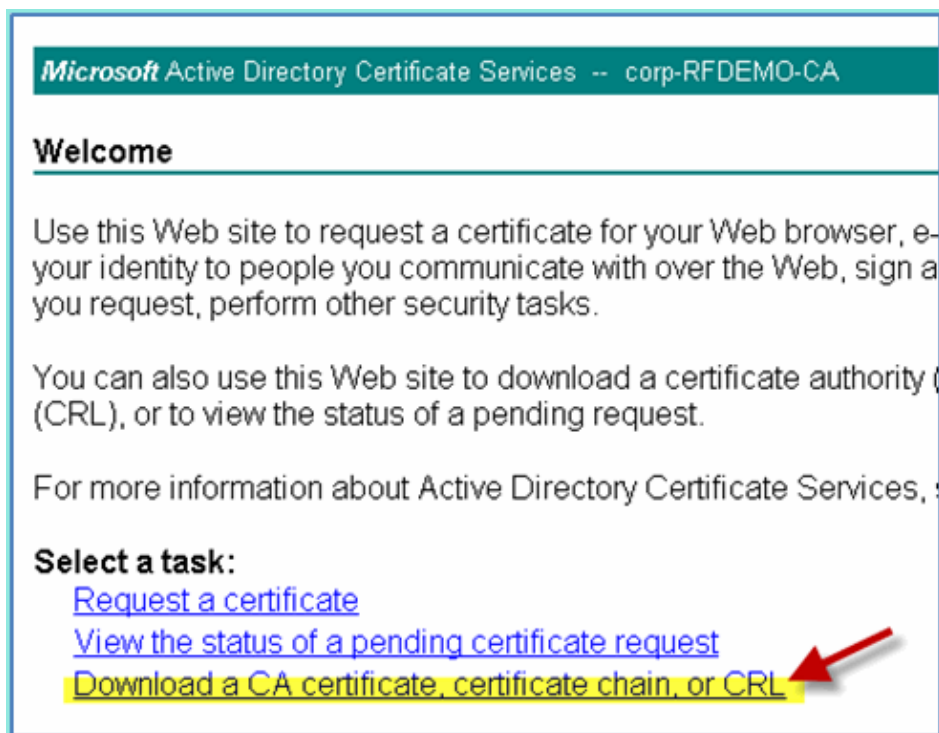 Microsoft Active Directory Certificate Services -- corp-RFDEMO-CA
Welcome
Use this Web site to request a certificate for your Web browser, e-
your identity to people you communicate with over the Web, sign a
you request, perform other security tasks.
You can also use this Web site to download a certificate authority (
(CRL), or to view the status of a pending request.
For more information about Active Directory Certificate Services,
Select a task:
Request a certificate
View the status of a pending certificate request
Download a CA certificate, certificate chain, or CRL